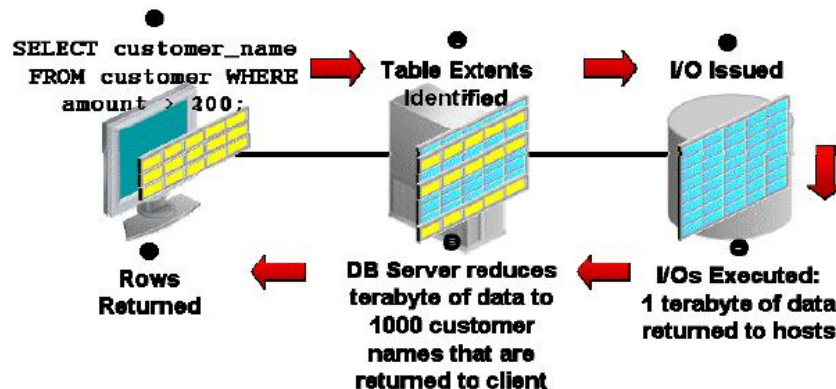 SELECT customer_name
FROM customer WHERE
amount > 200;
Table Extents
Identified
I/O Issued
I/Os Executed:
1 terabyte of data
returned to hosts
DB Server reduces
terabyte of data to
1000 customer
names that are
returned to client
Rows
Returned